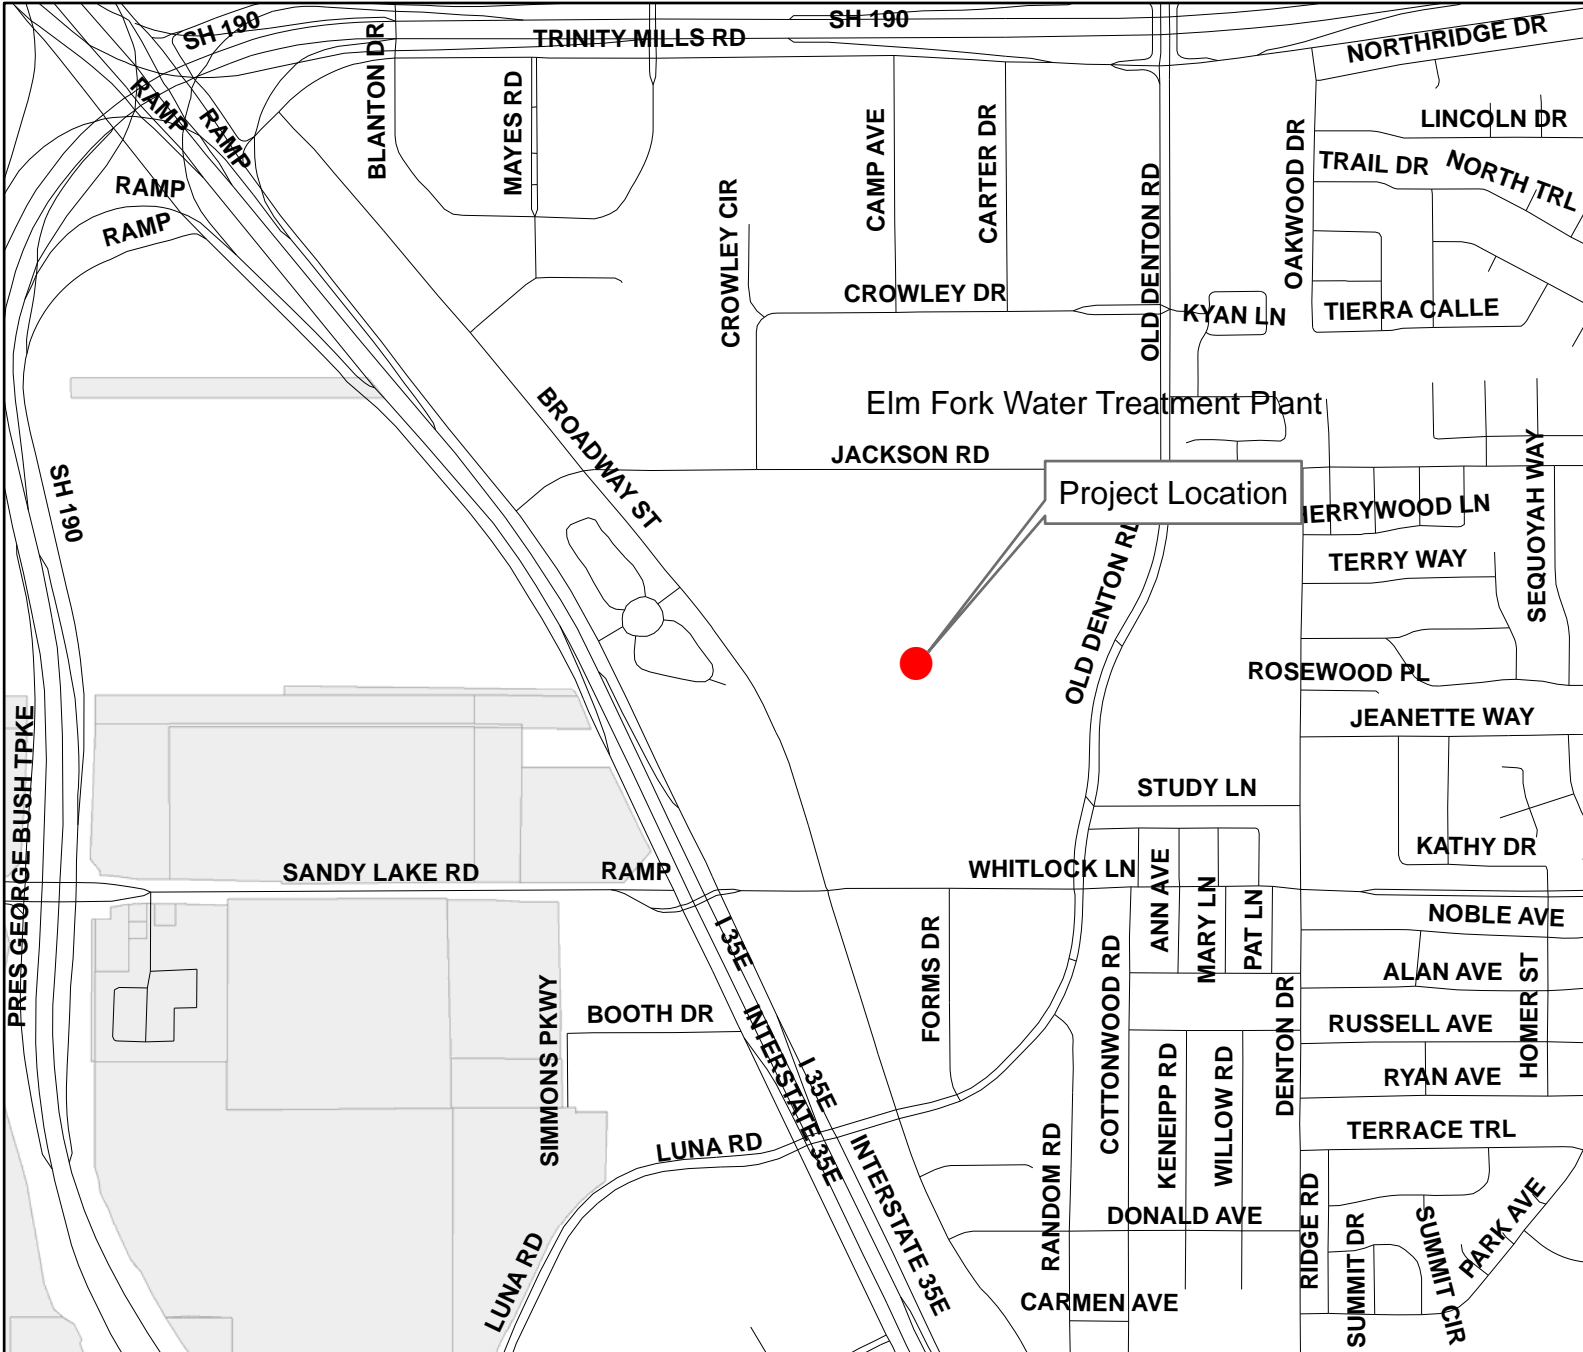 SH 190
SH 190
TRINITY MILLS RD
NORTHRIDGE DR
BLANTON DR
MAYES RD
RAMP
RAMP
RAMP
RAMP
CAMP AVE
CARTER DR
LINCOLN DR
TRAIL DR
NORTH TRL
OAKWOOD DR
OLD DENTON RD
CROWLEY CIR
CROWLEY DR
KYAN LN
TIERRA CALLE
Elm Fork Water Treatment Plant
BROADWAY ST
JACKSON RD
SH 190
Project Location
HERRYWOOD LN
SEQUOYAH WAY
TERRY WAY
OLD DENTON RD
ROSEWOOD PL
JEANETTE WAY
PRES GEORGE BUSH TPKE
STUDY LN
KATHY DR
SANDY LAKE RD
RAMP
WHITLOCK LN
ANN AVE
MARY LN
PAT LN
NOBLE AVE
I 35E
FORMS DR
COTTONWOOD RD
ALAN AVE
HOMER ST
SIMMONS PKWY
BOOTH DR
INTERSTATE 35E
I 35E
DENTON DR
RUSSELL AVE
KENEIPP RD
WILLOW RD
RYAN AVE
LUNA RD
INTERSTATE 35E
RANDOM RD
TERRACE TRL
DONALD AVE
RIDGE RD
SUMMIT DR
SUMMIT CIR
PARK AVE
LUNA RD
CARMEN AVE